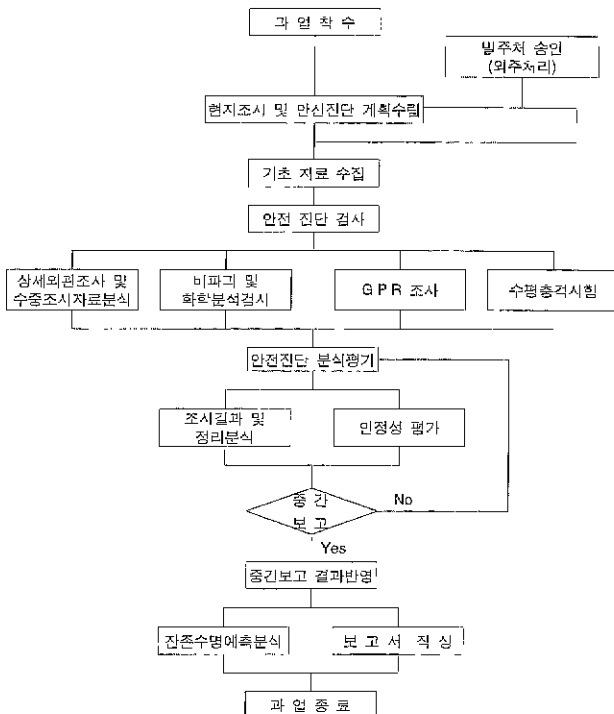 과 업 착 수
발주처 승인
(외주처리)
현지조사 및 안전진단 계획수립
기초 자료 수집
안전 진단 검사
상세외관조사 및
수중조사자료분석
비파괴 및
화학분석검사
G P R 조사
수평충격시험
안전진단 분석평가
조사결과 및
정리분석
안정성 평가
중 간
보 고
No
Yes
중간보고 결과반영
잔존수명예측분석
보 고 서 작 성
과 업 종 료